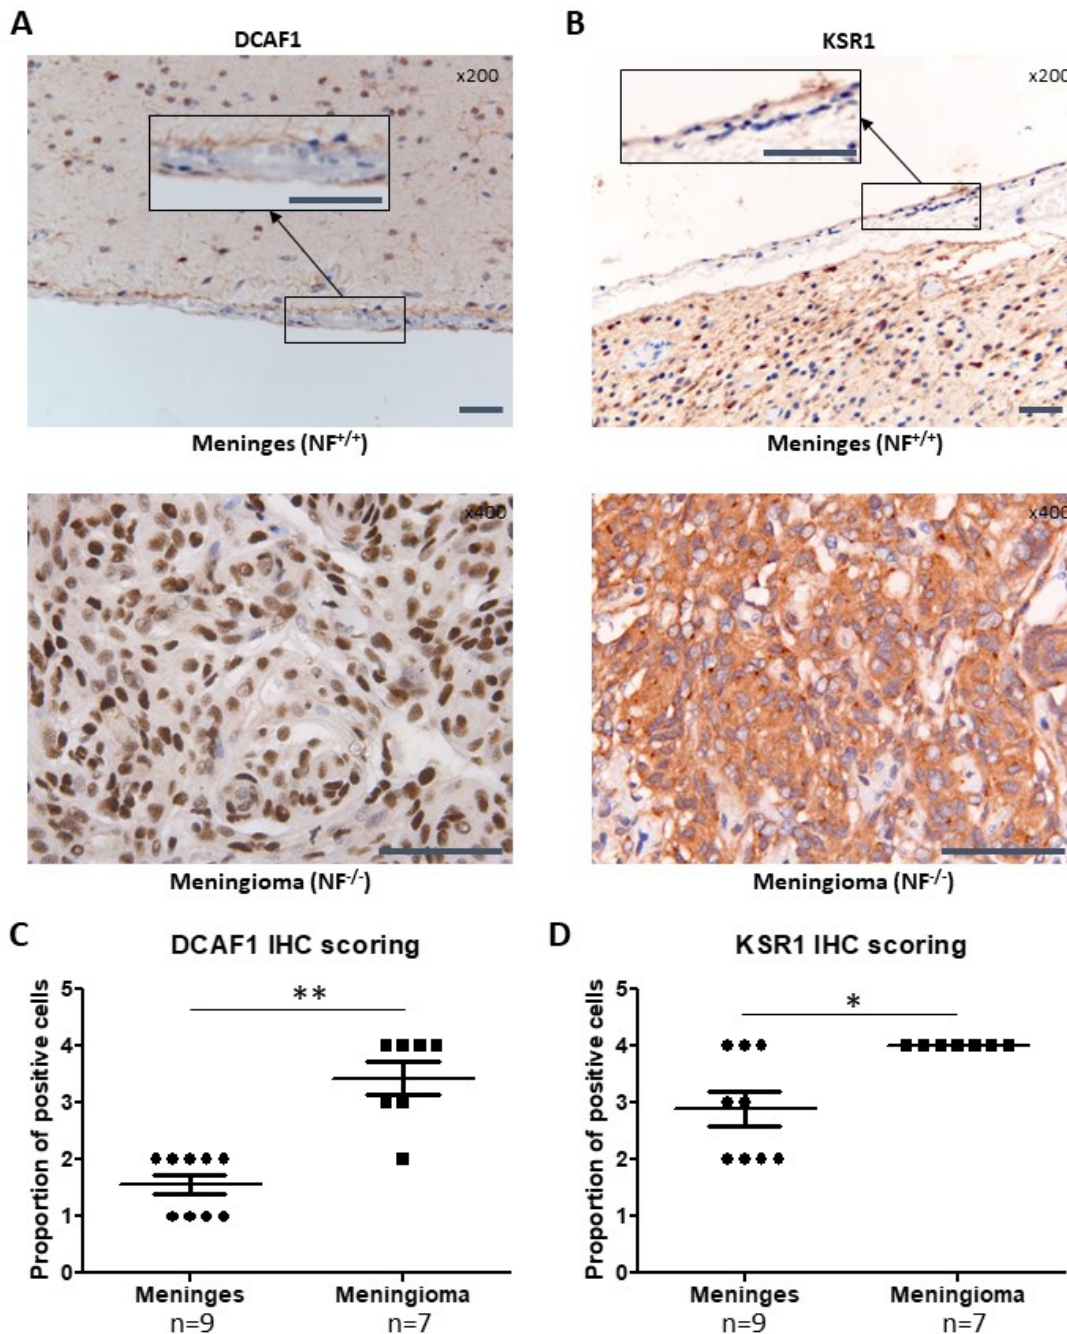 A
DCAF1
x200
Meninges (NF+/+)
x400
Meningioma (NF-/-)
B
KSR1
x200
Meninges (NF+/+)
x400
Meningioma (NF-/-)
C
DCAF1 IHC scoring
Proportion of positive cells
5
4
3
2
1
0
**
Meninges
n=9
Meningioma
n=7
D
KSR1 IHC scoring
Proportion of positive cells
5
4
3
2
1
0
*
Meninges
n=9
Meningioma
n=7